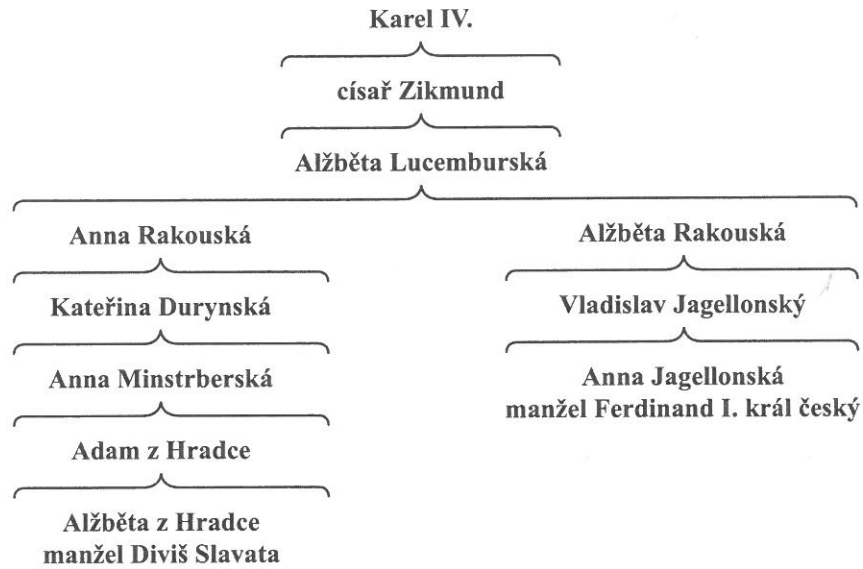 Karel IV.
císař Zikmund
Alžběta Lucemburská
Anna Rakouská
Kateřina Durynská
Anna Minstrberská
Adam z Hradce
Alžběta z Hradce
manžel Diviš Slavata
Alžběta Rakouská
Vladislav Jagellonský
Anna Jagellonská
manžel Ferdinand I. král český